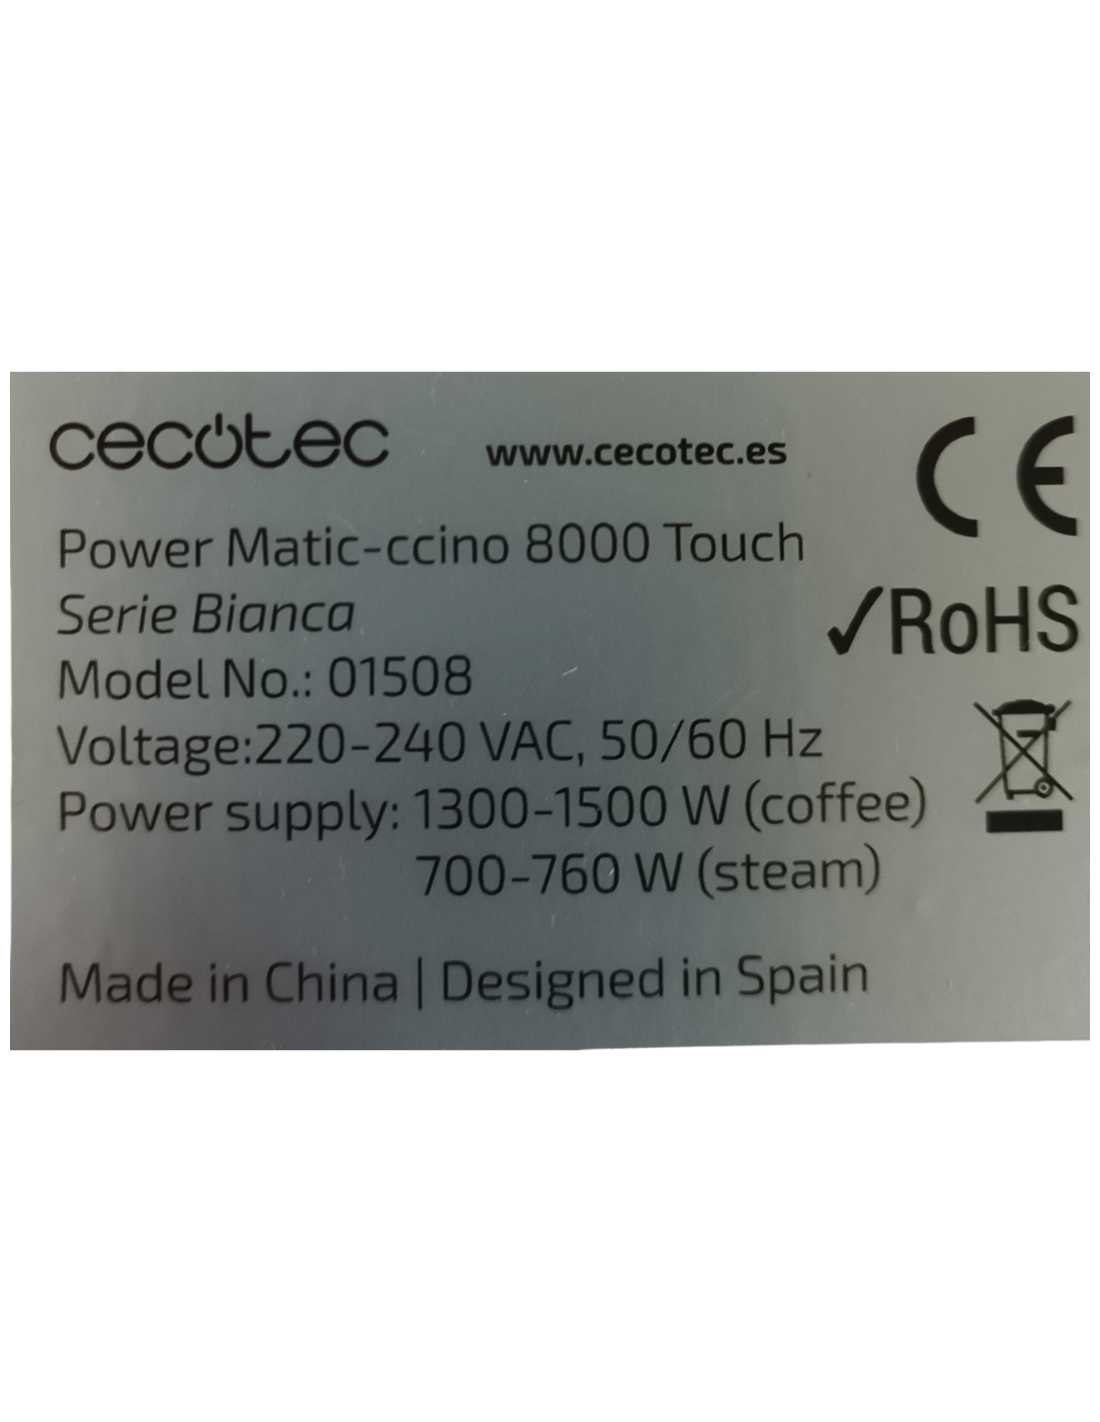 cecotec www.cecotec.es CE
Power Matic-ccino 8000 Touch
Serie Bianca
✓RoHS
Model No.: 01508
Voltage:220-240 VAC, 50/60 Hz
Power supply: 1300-1500 W (coffee)
700-760 W (steam)
Made in China | Designed in Spain